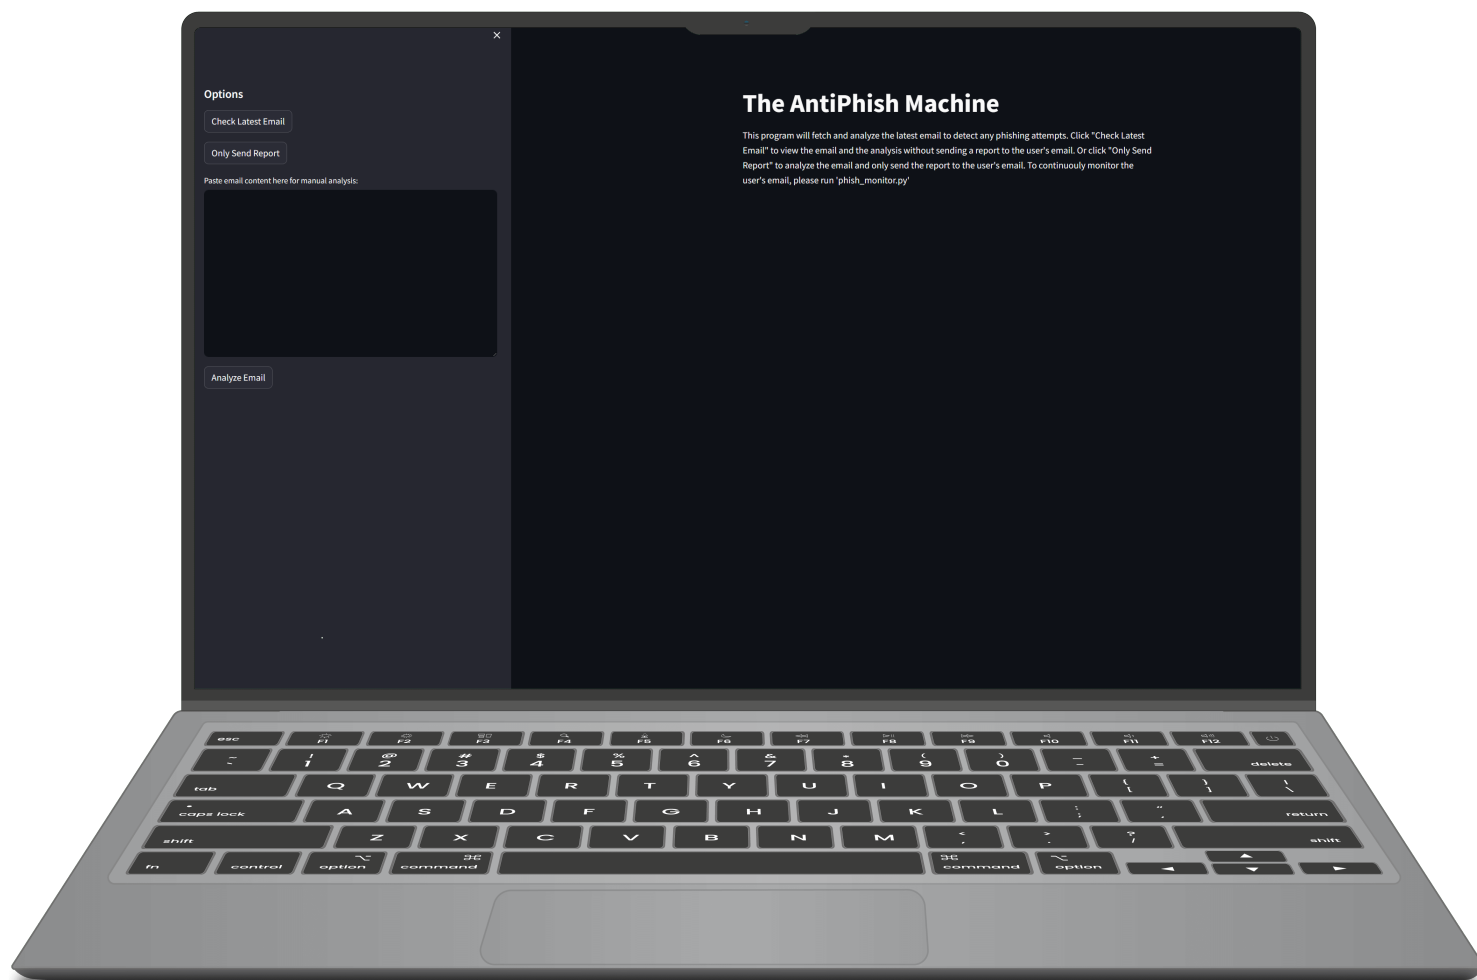 Options
Check Latest Email
Only Send Report
Paste email content here for manual analysis:
Analyze Email
The AntiPhish Machine
This program will fetch and analyze the latest email to detect any phishing attempts. Click "Check Latest
Email" to view the email and the analysis without sending a report to the user's email. Or click "Only Send
Report" to analyze the email and only send the report to the user's email. To continuouly monitor the
user's email, please run 'phish_monitor.py'
esc F1 F2 F3 F4 F5 F6 F7 F8 F9 F10 F11 F12
~ ! @ # $ % ^ & * ( ) _ +
` 1 2 3 4 5 6 7 8 9 0 - = delete
tab Q W E R T Y U I O P { [ } ] | \
caps lock A S D F G H J K L : ; " ' return
shift Z X C V B N M < , > . ? / shift
fn control option command command option